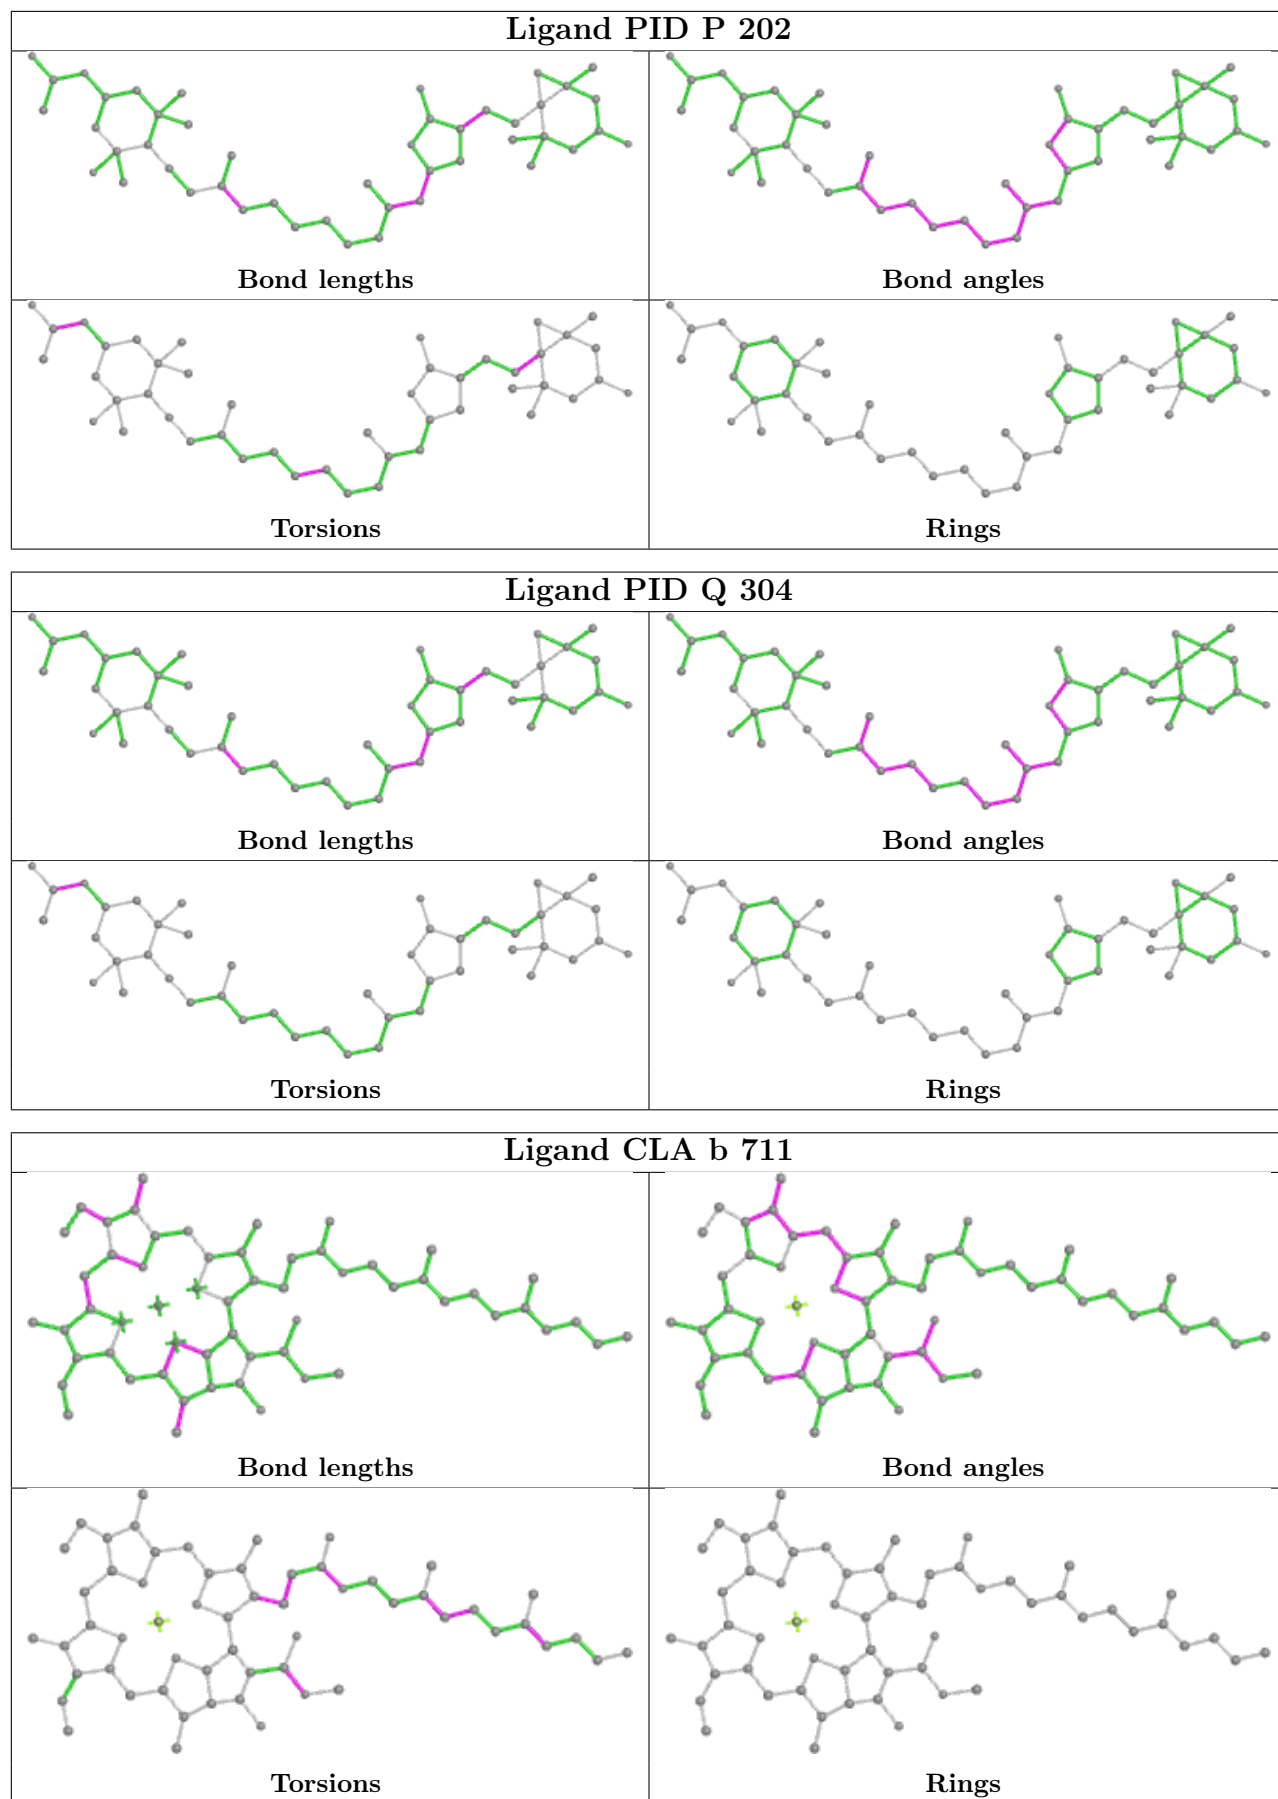 Ligand PID P 202
Bond lengths
Bond angles
Torsions
Rings
Ligand PID Q 304
Bond lengths
Bond angles
Torsions
Rings
Ligand CLA b 711
Bond lengths
Bond angles
Torsions
Rings